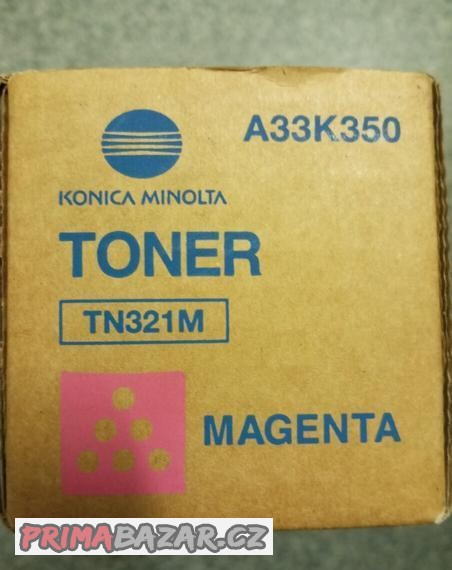 A33K350
KONICA MINOLTA
TONER
TN321M
MAGENTA
PRIMABAZAR.CZ